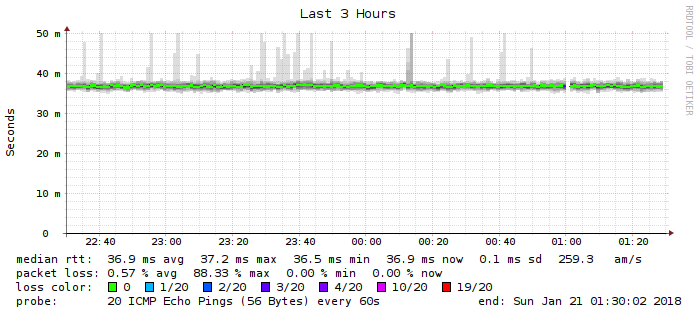 Last 3 Hours
RRDTOOL / TOBI OETIKER
Seconds
50 m
40 m
30 m
20 m
10 m
0
22:40 23:00 23:20 23:40 00:00 00:20 00:40 01:00 01:20
median rtt: 36.9 ms avg 37.2 ms max 36.5 ms min 36.9 ms now 0.1 ms sd 259.3 am/s
packet loss: 0.57 % avg 88.33 % max 0.00 % min 0.00 % now
loss color: 0 1/20 2/20 3/20 4/20 10/20 19/20
probe: 20 ICMP Echo Pings (56 Bytes) every 60s end: Sun Jan 21 01:30:02 2018